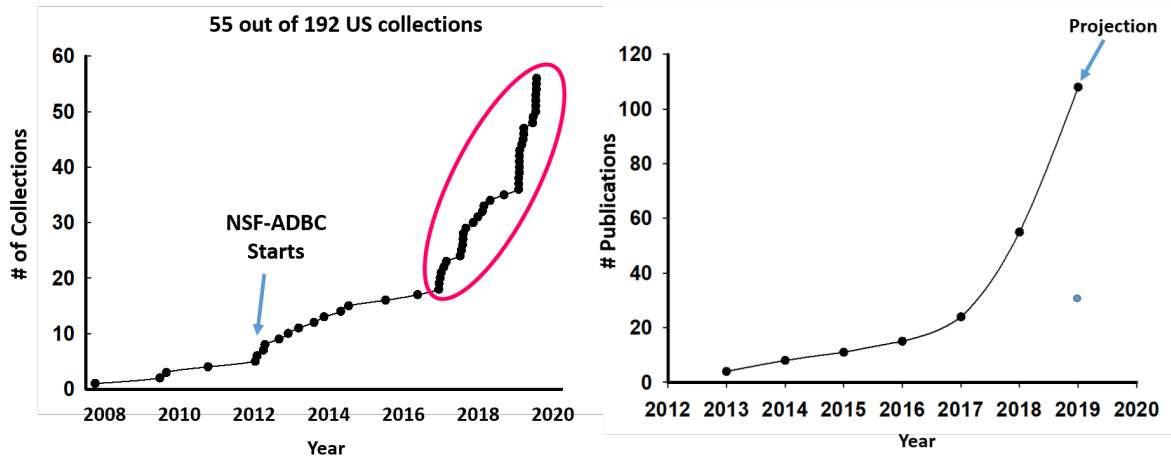 55 out of 192 US collections
# of Collections
60
50
40
30
20
10
0
NSF-ADBC
Starts
2008 2010 2012 2014 2016 2018 2020
Year
Projection
# Publications
120
100
80
60
40
20
0
2012 2013 2014 2015 2016 2017 2018 2019 2020
Year